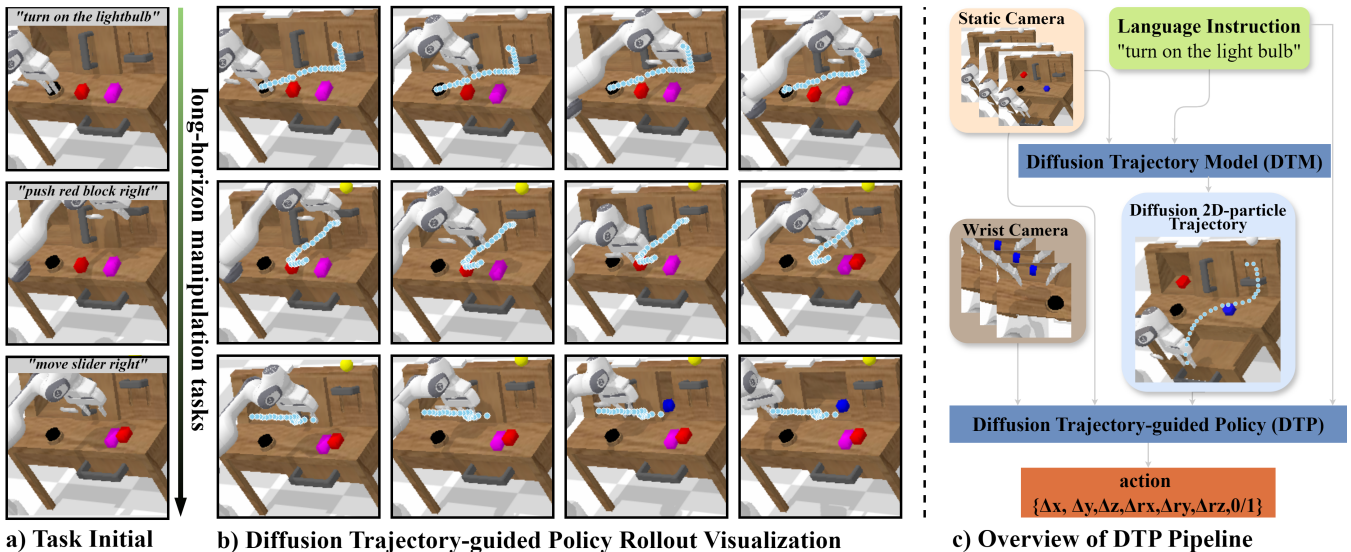 "turn on the lightbulb"
"push red block right"
"move slider right"
long-horizon manipulation tasks
a) Task Initial
b) Diffusion Trajectory-guided Policy Rollout Visualization
Static Camera
Language Instruction
"turn on the light bulb"
Diffusion Trajectory Model (DTM)
Wrist Camera
Diffusion 2D-particle
Trajectory
Diffusion Trajectory-guided Policy (DTP)
action
{Δx, Δy,Δz,Δrx,Δry,Δrz,0/1}
c) Overview of DTP Pipeline